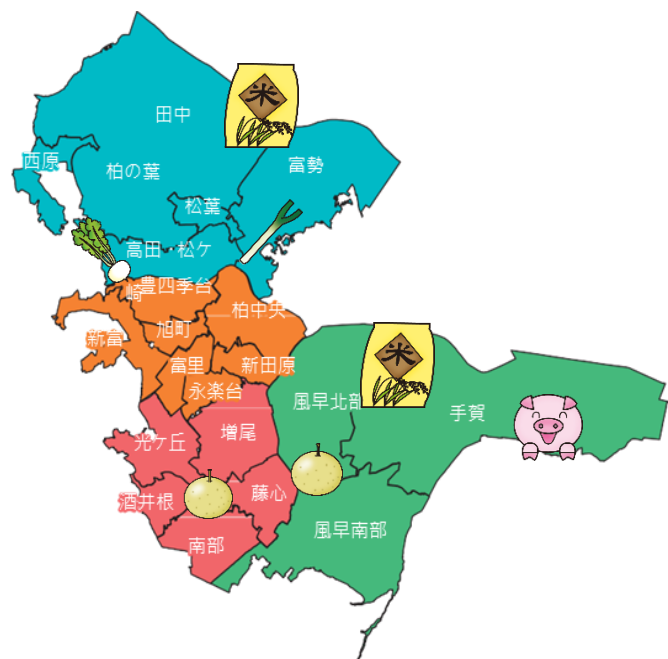 田中
米
西原
柏の葉
富勢
松葉
高田・松ケ
崎
豊四季台
柏中央
新富
旭町
富里
新田原
永楽台
米
風早北部
手賀
光ケ丘
増尾
酒井根
藤心
南部
風早南部